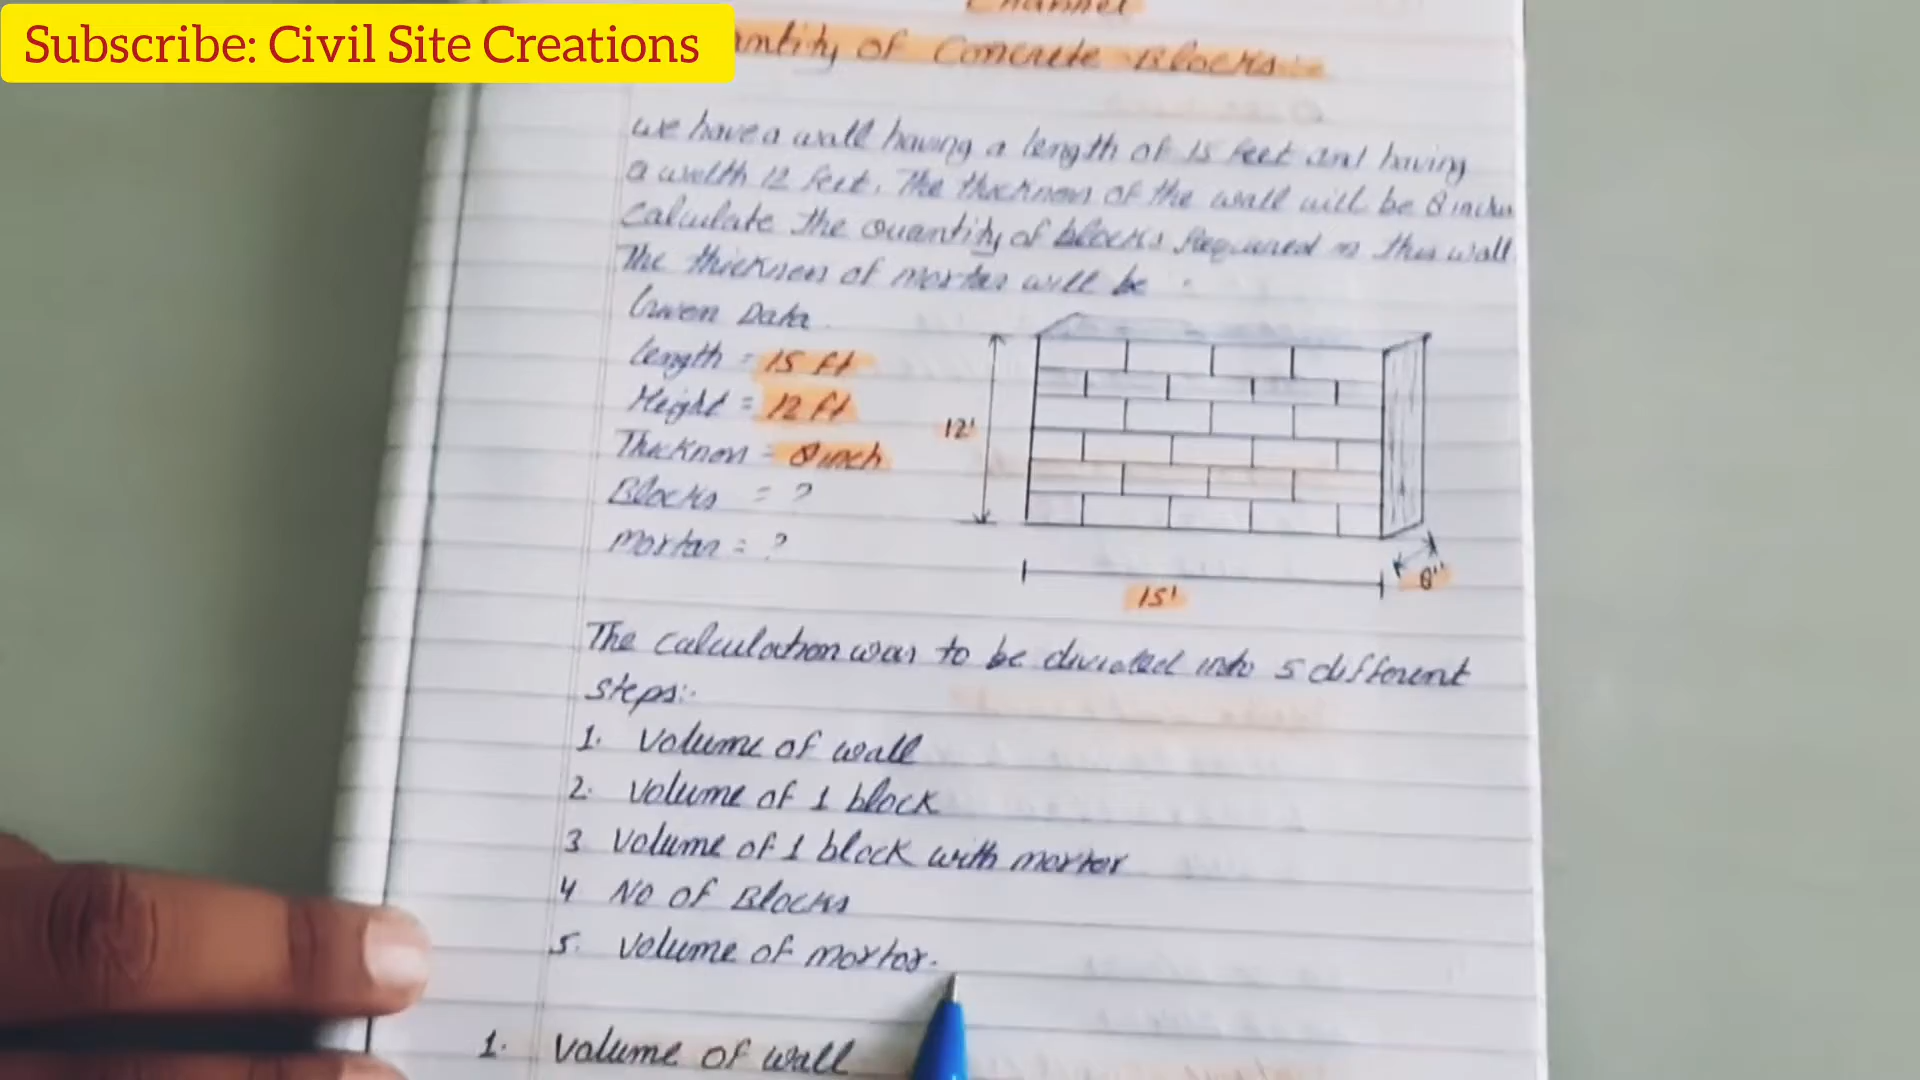 Subscribe: Civil Site Creations
Channel
antity of Concrete Blocks:-
we have a wall having a length of 15 feet and having
a width 12 feet. The thickness of the wall will be 8 inches
calculate the quantity of blocks Required in this wall
The thickness of mortar will be
Given Data
Length = 15 ft
Height = 12 ft
Thickness = 8 inch
Blocks = ?
mortar = ?
12'
15'
8"
The calculation was to be divided into 5 different
steps:-
1. Volume of wall
2. Volume of 1 block
3 Volume of 1 block with mortar
4 No of Blocks
5. Volume of mortar.
1. Volume of wall